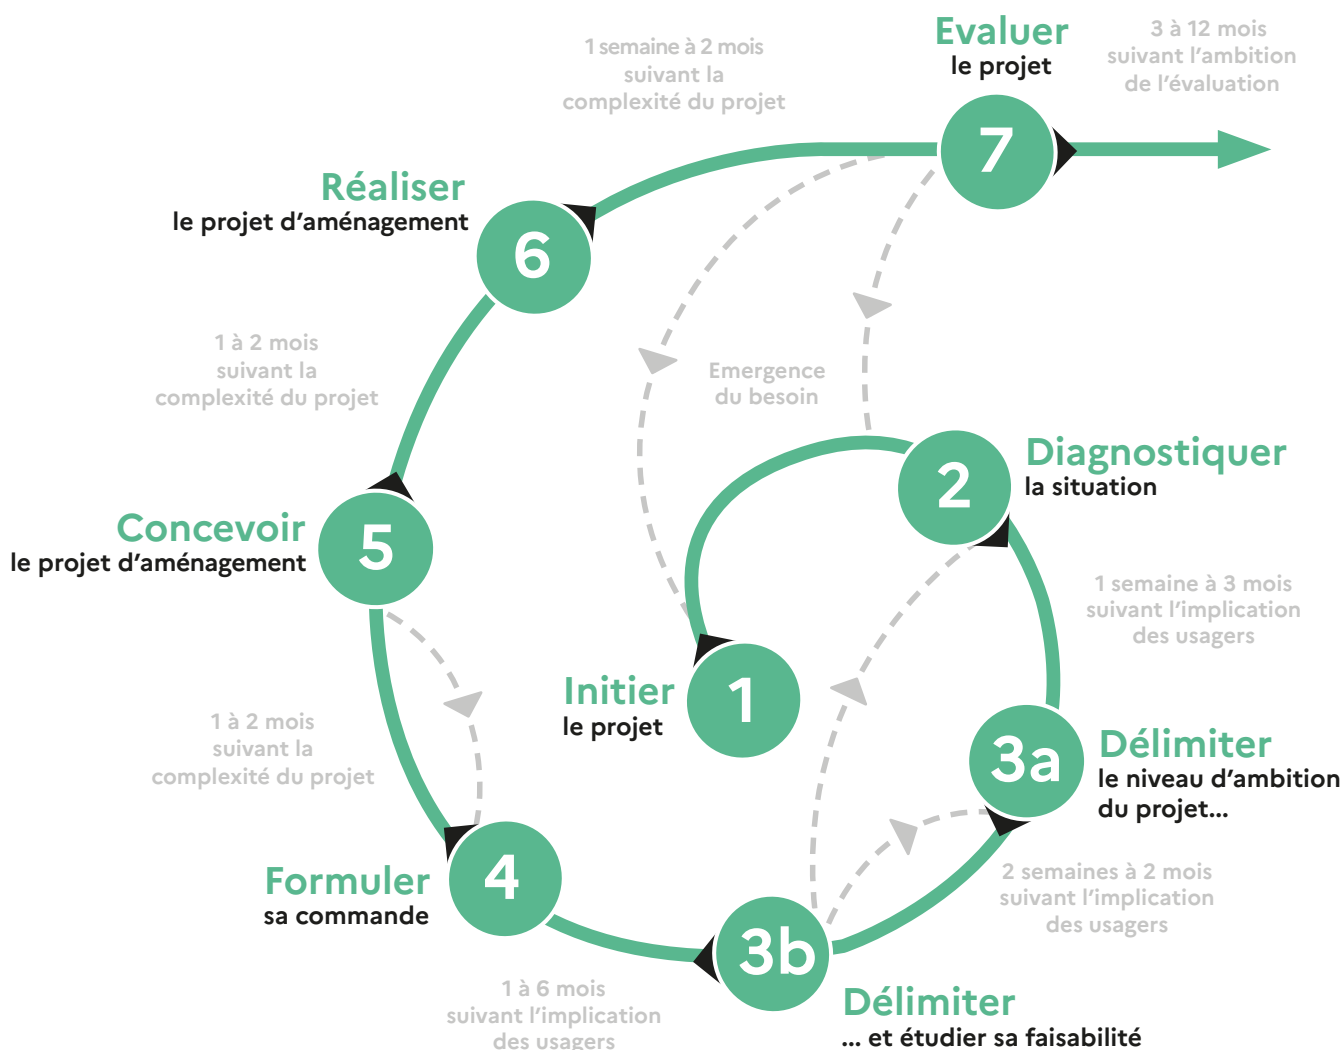 Evaluer
le projet
3 à 12 mois
suivant l'ambition
de l'évaluation
1 semaine à 2 mois
suivant la
complexité du projet
7
Réaliser
le projet d'aménagement
6
1 à 2 mois
suivant la
complexité du projet
Emergence
du besoin
Diagnostiquer
la situation
2
Concevoir
le projet d'aménagement
5
1 semaine à 3 mois
suivant l'implication
des usagers
Initier
le projet
1
1 à 2 mois
suivant la
complexité du projet
3a
Délimiter
le niveau d'ambition
du projet...
Formuler
sa commande
4
2 semaines à 2 mois
suivant l'implication
des usagers
3b
Délimiter
... et étudier sa faisabilité
1 à 6 mois
suivant l'implication
des usagers